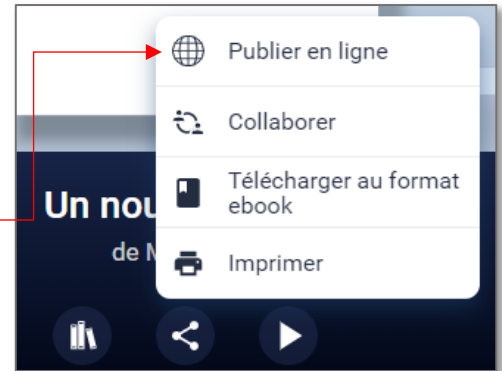 Publier en ligne
Collaborer
Télécharger au format
ebook
Imprimer
Un nou
de